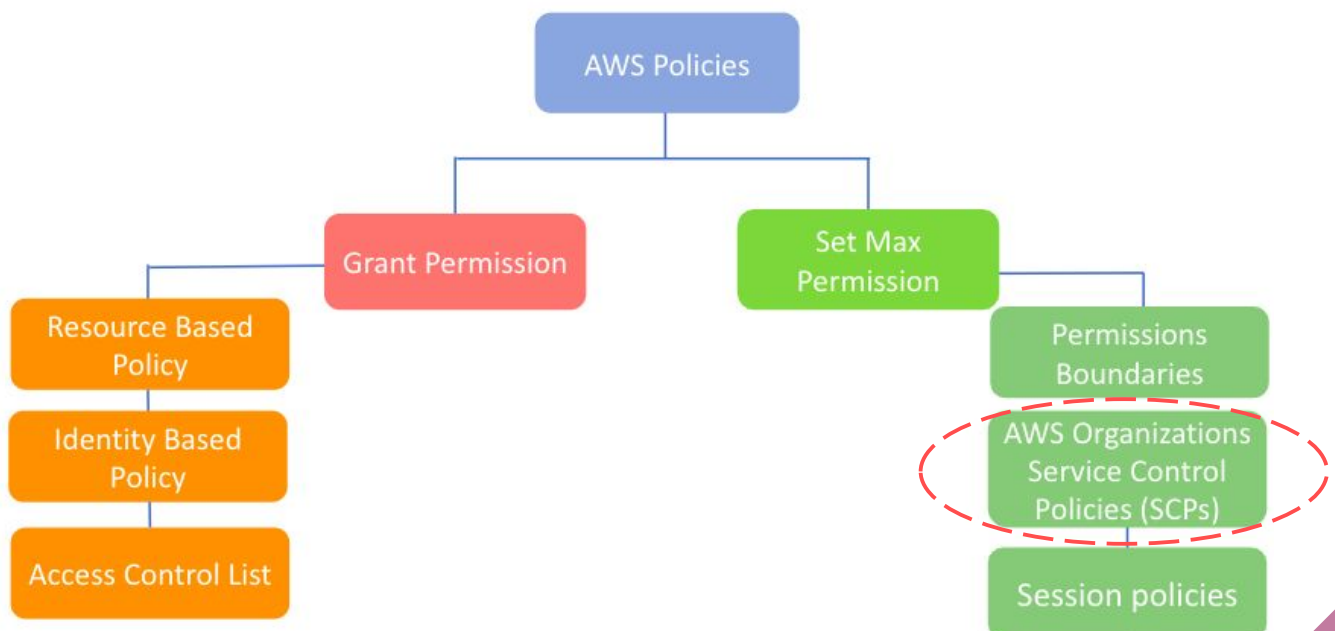 AWS Policies
Grant Permission
Set Max
Permission
Resource Based
Policy
Identity Based
Policy
Access Control List
Permissions
Boundaries
AWS Organizations
Service Control
Policies (SCPs)
Session policies